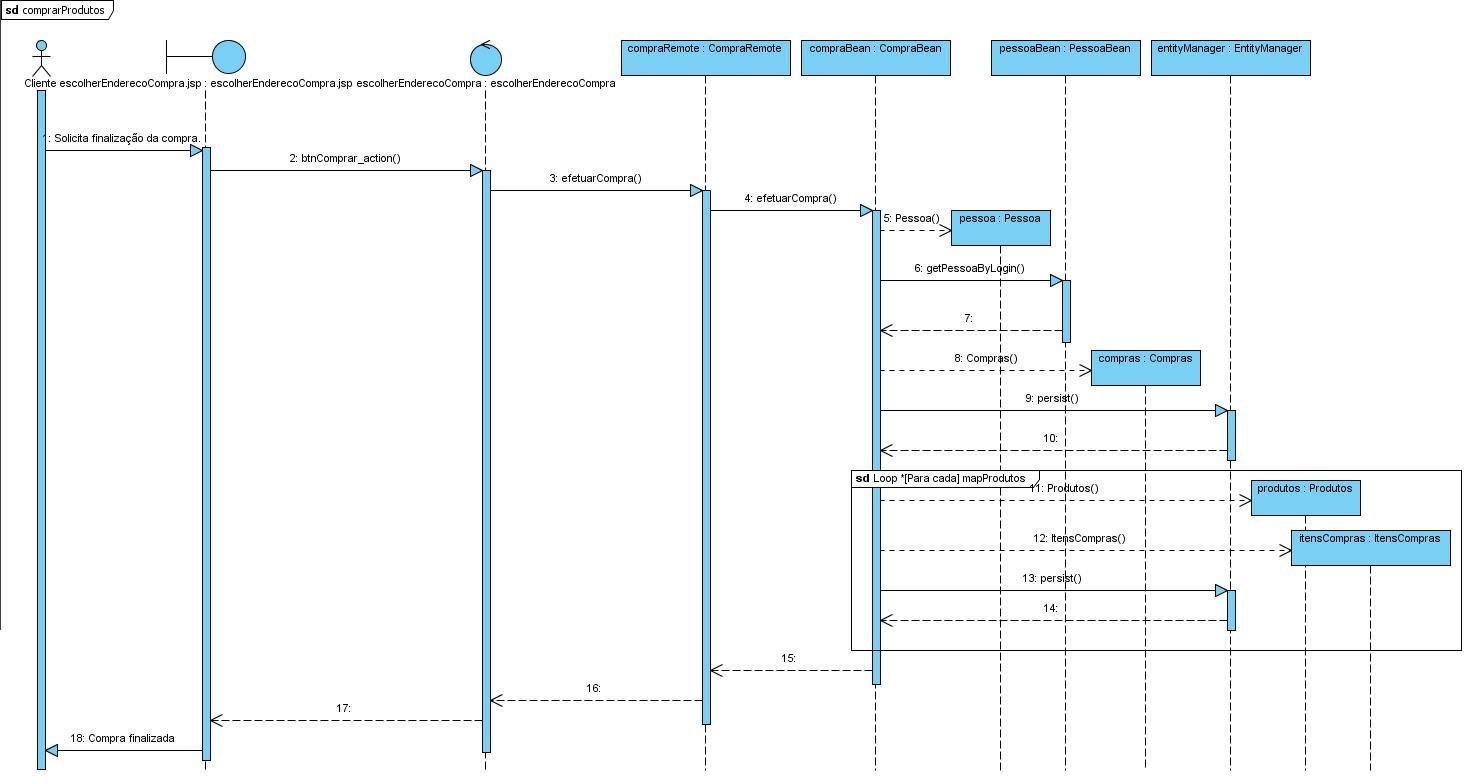 sd comprarProdutos
compraRemote : CompraRemote
compraBean : CompraBean
pessoaBean : PessoaBean
entityManager : EntityManager
Cliente
escolherEnderecoCompra.jsp : escolherEnderecoCompra.jsp
escolherEnderecoCompra : escolherEnderecoCompra
1: Solicita finalização da compra.
2: btnComprar_action()
3: efetuarCompra()
4: efetuarCompra()
5: Pessoa()
pessoa : Pessoa
6: getPessoaByLogin()
7:
8: Compras()
compras : Compras
9: persist()
10:
sd Loop *[Para cada] mapProdutos
11: Produtos()
produtos : Produtos
12: ItensCompras()
itensCompras : ItensCompras
13: persist()
14:
15:
16:
17:
18: Compra finalizada